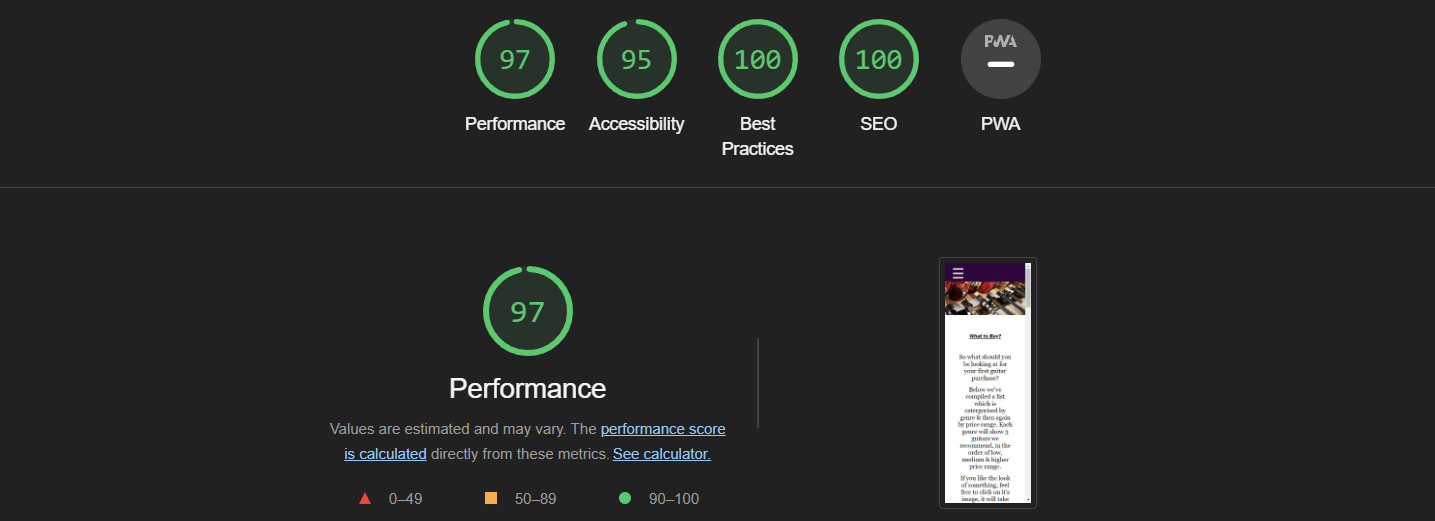 97
95
100
100
PWA
Performance
Accessibility
Best
Practices
SEO
PWA
97
Performance
Values are estimated and may vary. The performance score
is calculated directly from these metrics. See calculator.
0–49
50–89
90–100
What to Buy?
So what should you
be looking at for
your first guitar
purchase?
Below we've
compiled a list
which is
catergorised by
genre & then again
by price range. Each
genre will show 3
guitars we
recommend, in the
order of low,
medium & higher
price range.
If you like the look
of something, feel
free to click on it's
image, it will take